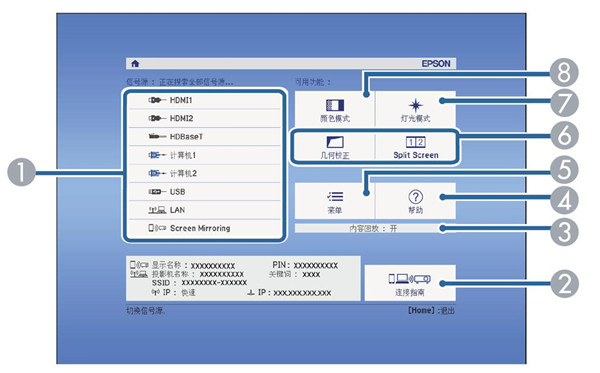 EPSON
信号源：正在搜索全部信号源...
可用功能：
HDMI1
HDMI2
HDBaseT
计算机1
计算机2
USB
LAN
Screen Mirroring
颜色模式
灯光模式
几何校正
1 2
Split Screen
菜单
?
帮助
内容回放：开
显示名称：xxxxxxxxxx PIN：xxxxxxxxxx
投影机名称：xxxxxxxxxx 关键词：xxxx
SSID：xxxxxxxx-xxxxxx
IP：快速 IP：xxx.xxx.xxx.xxx
连接指南
切换信号源. [Home]:退出
1
8
7
6
5
4
3
2